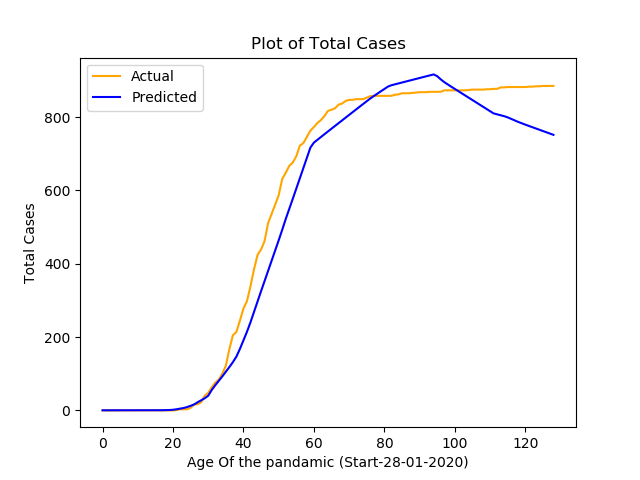 Plot of Total Cases
Actual
Predicted
800
600
400
200
0
Total Cases
0 20 40 60 80 100 120
Age Of the pandamic (Start-28-01-2020)